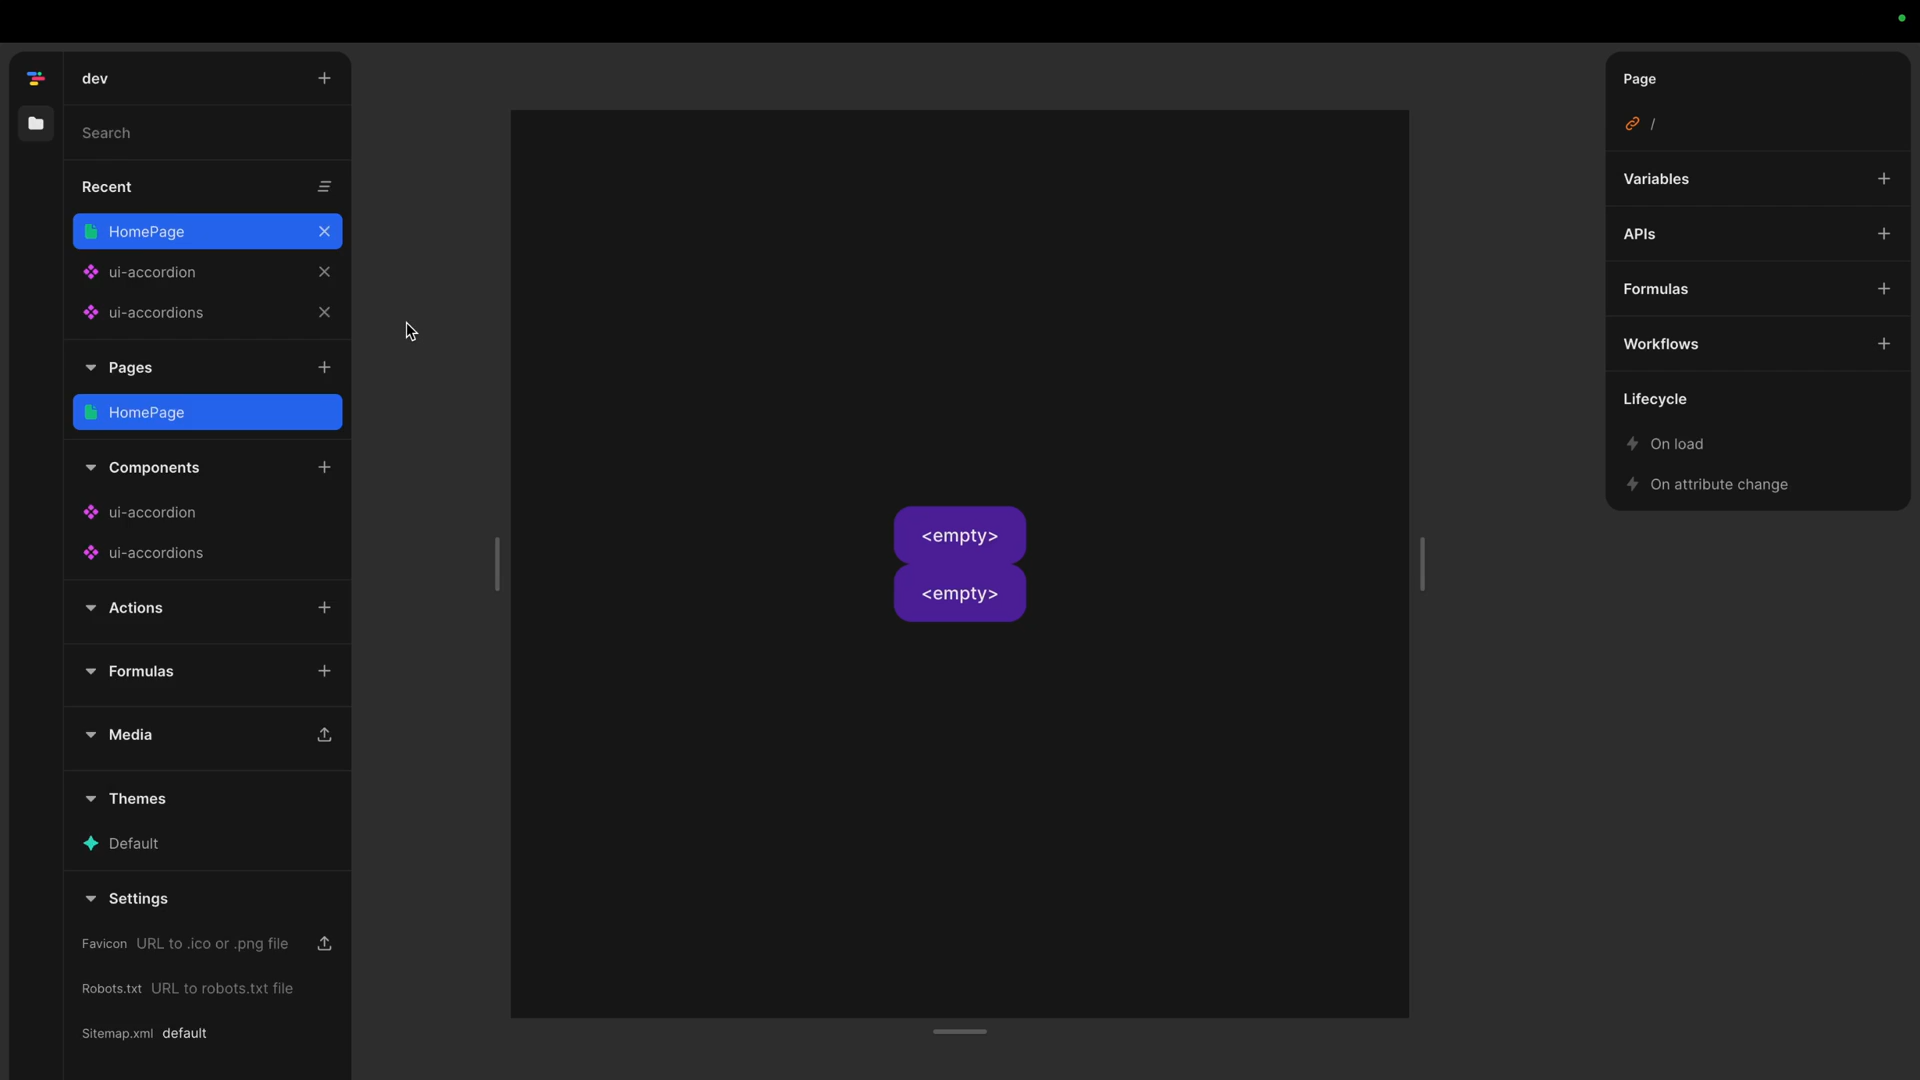 dev
Search
Recent
HomePage
ui-accordion
ui-accordions
Pages
HomePage
Components
ui-accordion
ui-accordions
Actions
Formulas
Media
Themes
Default
Settings
Favicon URL to .ico or .png file
Robots.txt URL to robots.txt file
Sitemap.xml default
<empty>
<empty>
Page
/
Variables
APIs
Formulas
Workflows
Lifecycle
On load
On attribute change